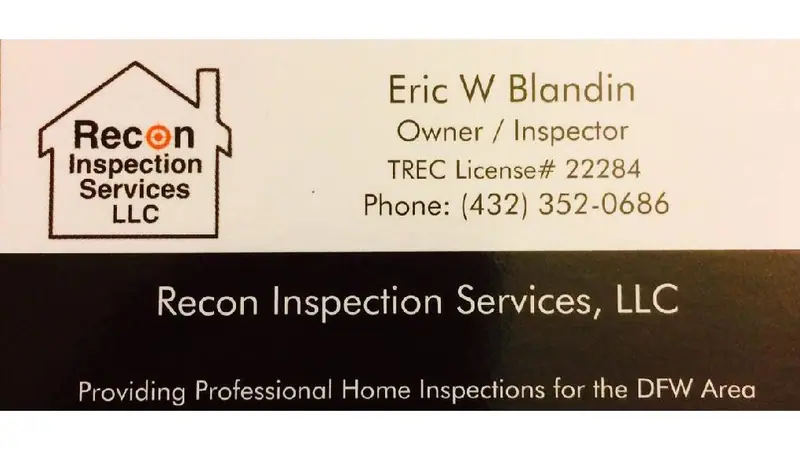 Recon
Inspection
Services
LLC
Eric W Blandin
Owner / Inspector
TREC License# 22284
Phone: (432) 352-0686
Recon Inspection Services, LLC
Providing Professional Home Inspections for the DFW Area